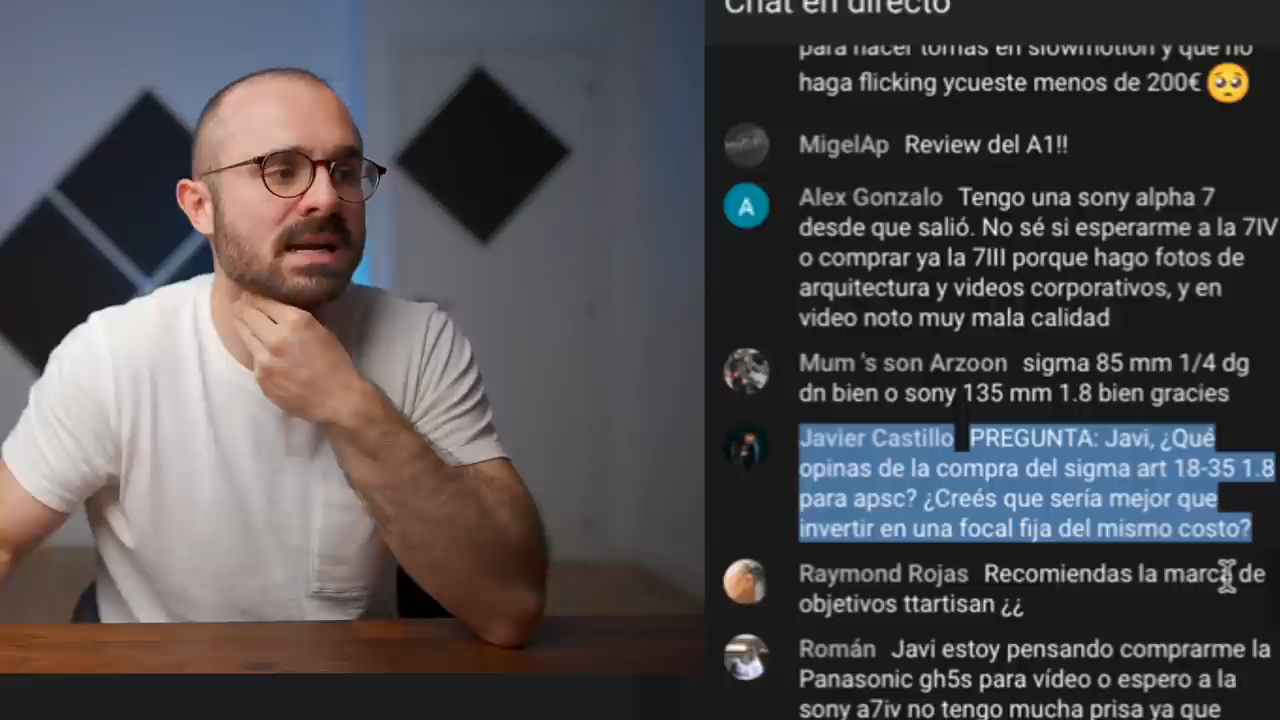 Chat en directo
para hacer tomas en slowmotion y que no
haga flicking ycueste menos de 200€
MigelAp Review del A1!!
A
Alex Gonzalo Tengo una sony alpha 7
desde que salió. No sé si esperarme a la 7IV
o comprar ya la 7III porque hago fotos de
arquitectura y videos corporativos, y en
video noto muy mala calidad
Mum 's son Arzoon sigma 85 mm 1/4 dg
dn bien o sony 135 mm 1.8 bien gracias
Javier Castillo PREGUNTA: Javi, ¿Qué
opinas de la compra del sigma art 18-35 1.8
para apsc? ¿Creés que sería mejor que
invertir en una focal fija del mismo costo?
Raymond Rojas Recomiendas la marca de
objetivos ttartisan ¿¿
Román Javi estoy pensando comprarme la
Panasonic gh5s para vídeo o espero a la
sony a7iv no tengo mucha prisa ya que